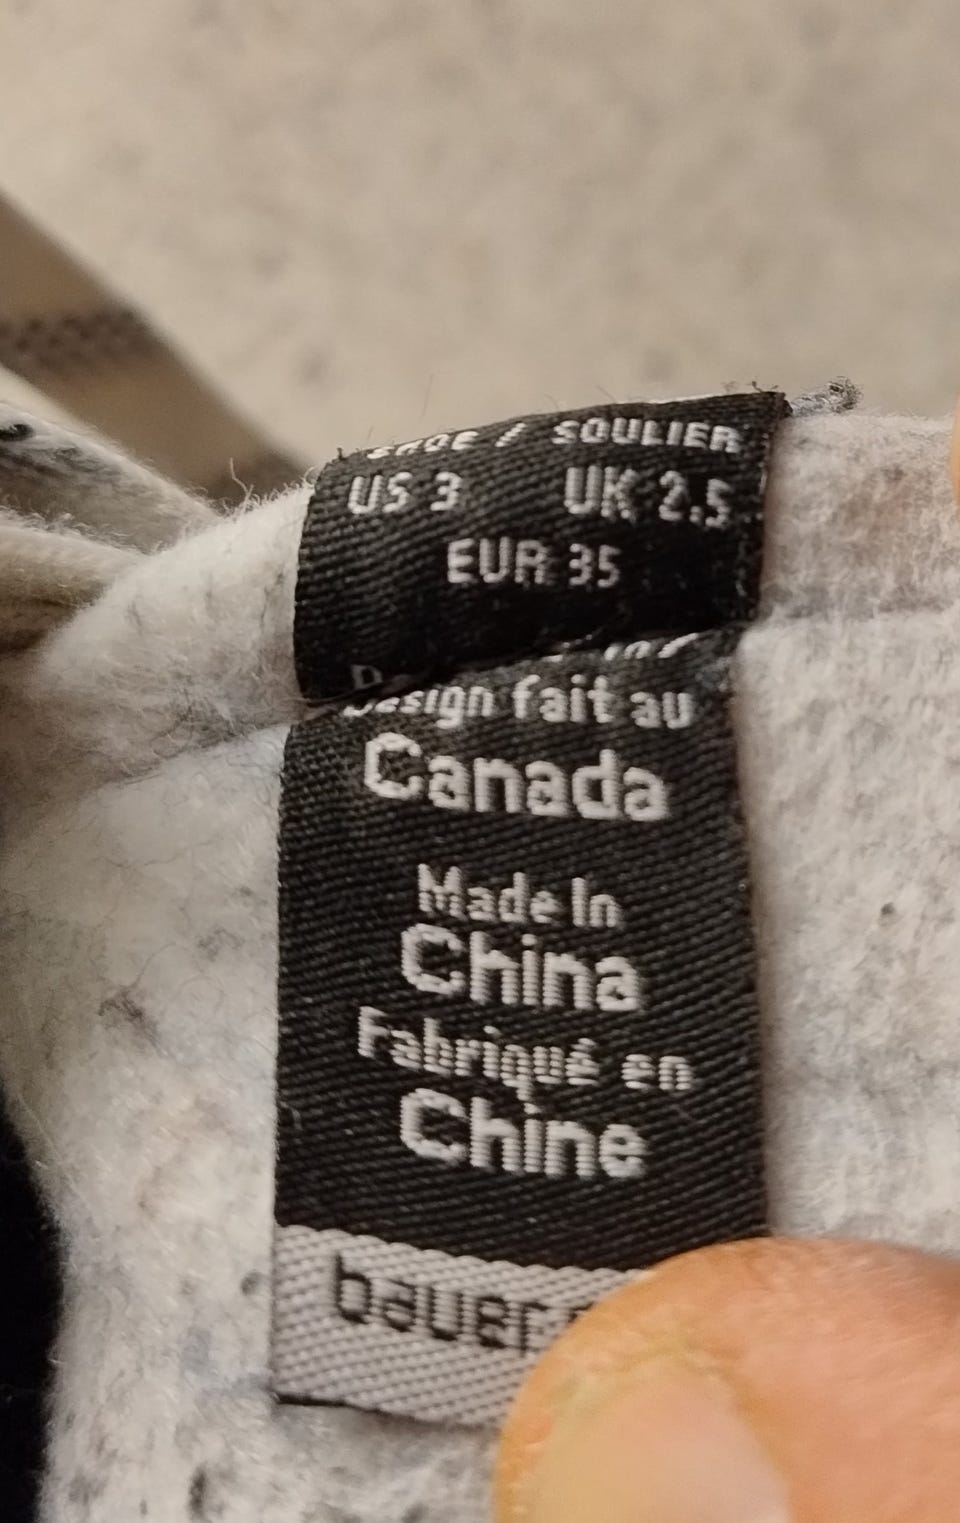 SHOE / SOULIER
US 3 UK 2.5
EUR 35
Design fait au
Canada
Made In
China
Fabriqué en
Chine
bauer